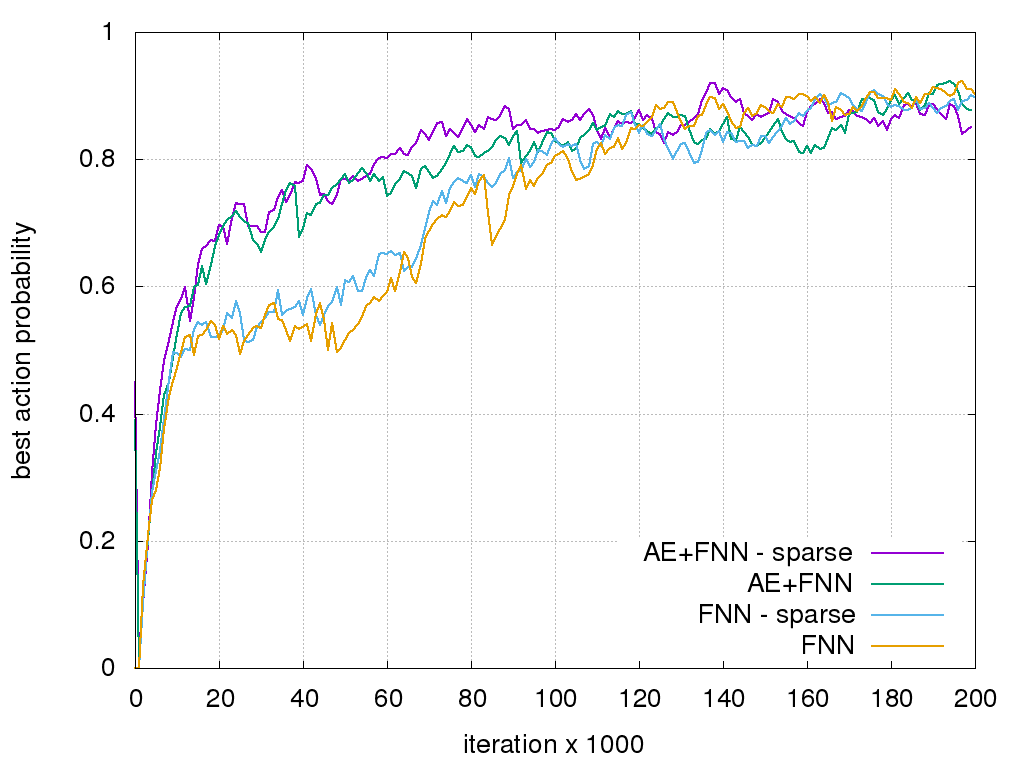 1
0.8
0.6
0.4
0.2
0
best action probability
AE+FNN - sparse
AE+FNN
FNN - sparse
FNN
0 20 40 60 80 100 120 140 160 180 200
iteration x 1000